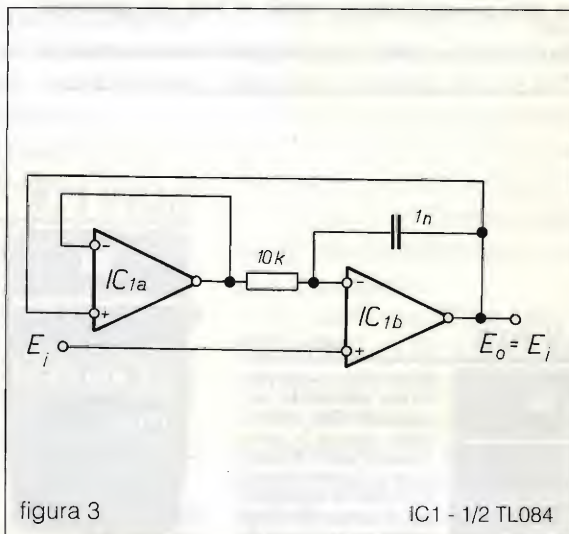 1n
10k
-
IC1a
+
-
IC1b
+
Ei
Eo = Ei
figura 3
IC1 - 1/2 TL084